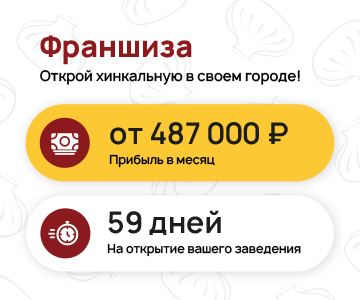 Франшиза
Открой хинкальную в своем городе!
от 487 000 ₽
Прибыль в месяц
59 дней
На открытие вашего заведения